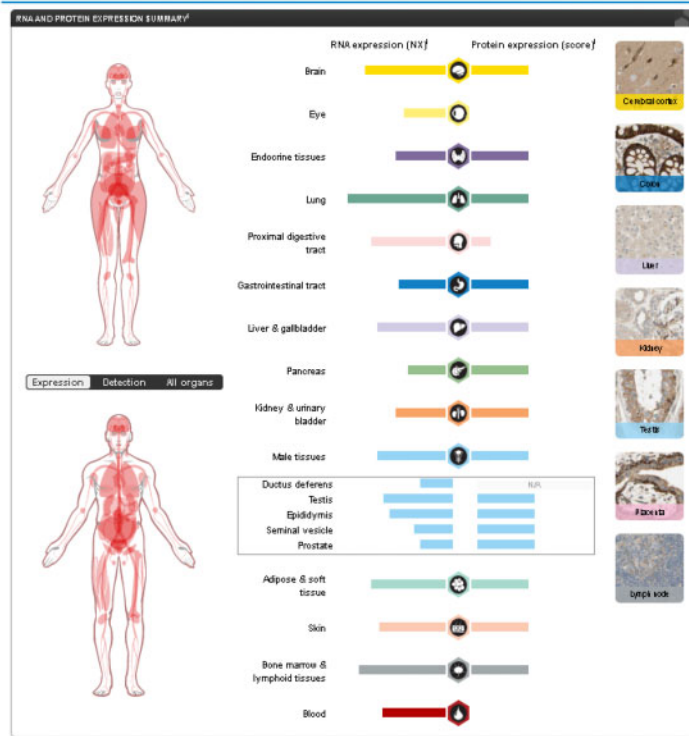 RNA AND PROTEIN EXPRESSION SUMMARYⁱ
RNA expression (NX)ⁱ
Protein expression (score)ⁱ
Brain
Eye
Endocrine tissues
Lung
Proximal digestive
tract
Gastrointestinal tract
Liver & gallbladder
Pancreas
Kidney & urinary
bladder
Male tissues
Ductus deferens
N/A
Testis
Epididymis
Seminal vesicle
Prostate
Adipose & soft
tissue
Skin
Bone marrow &
lymphoid tissues
Blood
Expression
Detection
All organs
Cerebral cortex
Colon
Liver
Kidney
Testis
Placenta
Lymph node